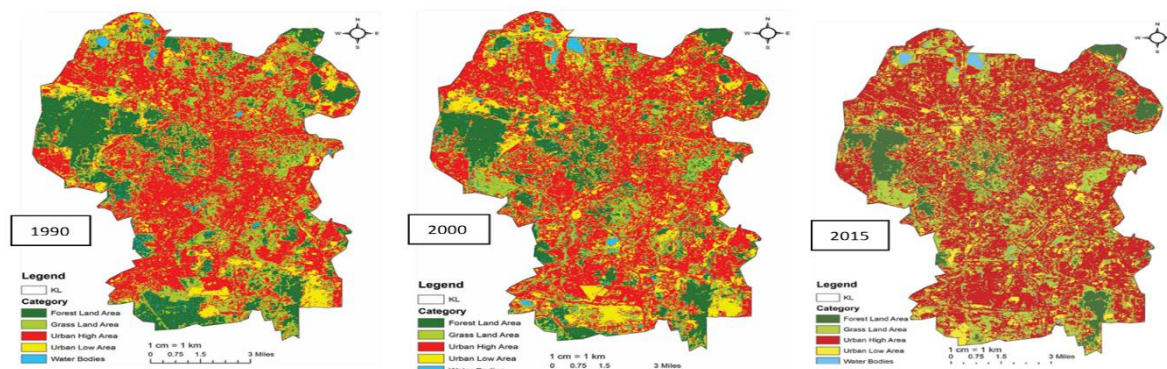 N
W E
S
1990
Legend
KL
Category
Forest Land Area
Grass Land Area
Urban High Area
Urban Low Area
Water Bodies
1 cm = 1 km
0 0.75 1.5 3 Miles
N
W E
S
2000
Legend
KL
Category
Forest Land Area
Grass Land Area
Urban High Area
Urban Low Area
Water Bodies
1 cm = 1 km
0 0.75 1.5 3 Miles
N
W E
S
2015
Legend
KL
Category
Forest Land Area
Grass Land Area
Urban High Area
Urban Low Area
Water Bodies
1 cm = 1 km
0 0.75 1.5 3 Miles